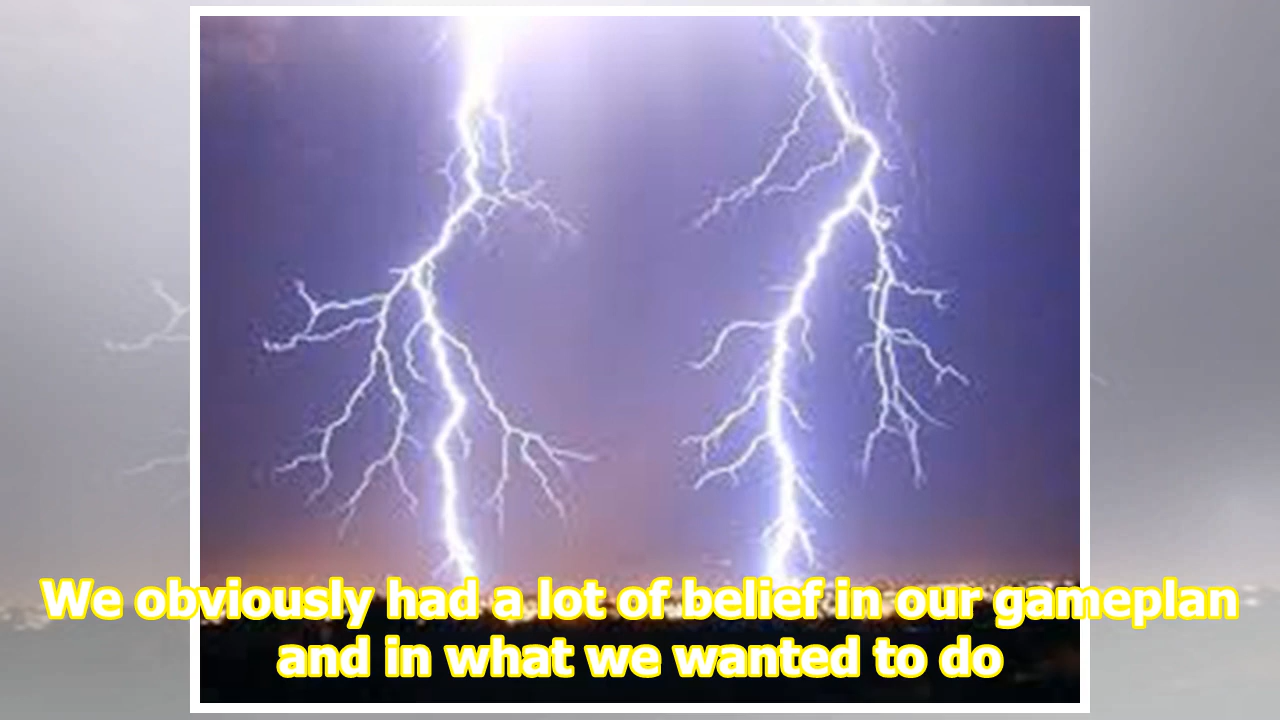 We obviously had a lot of belief in our gameplan
and in what we wanted to do